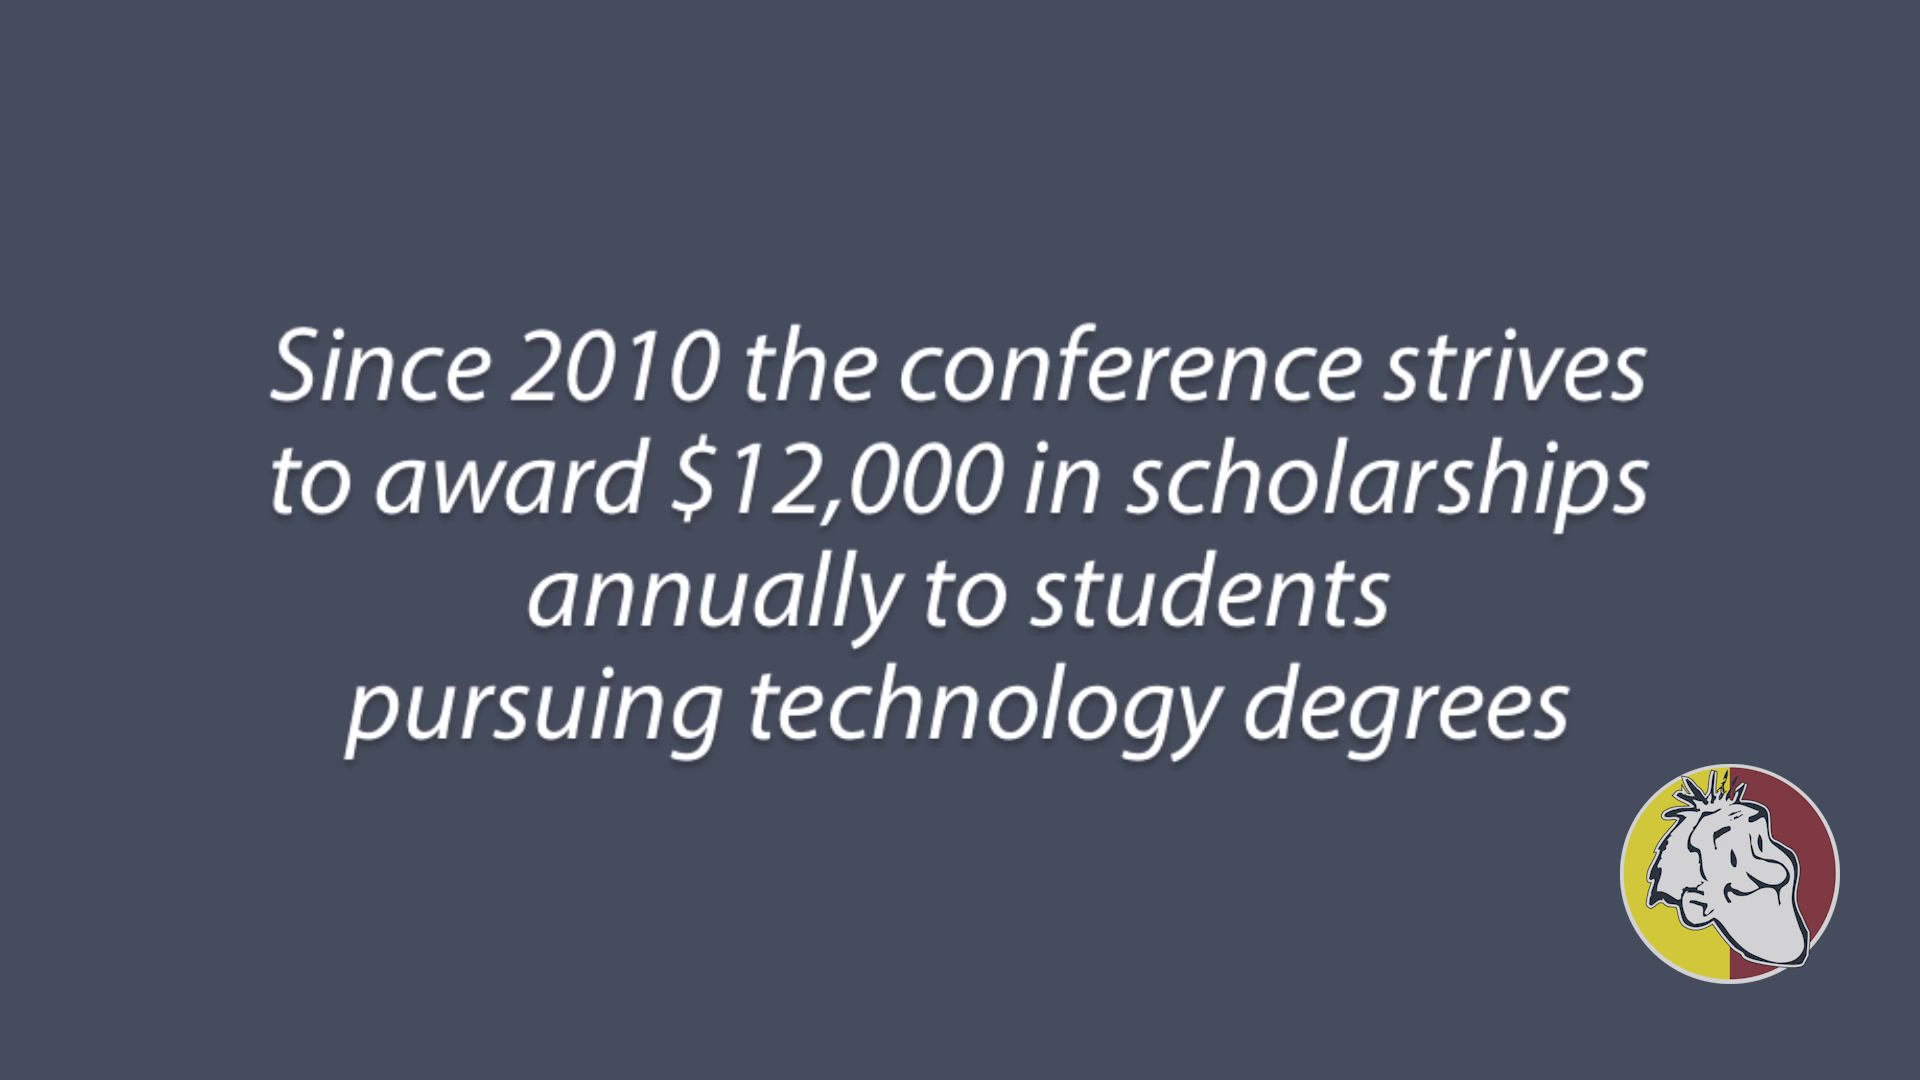 Since 2010 the conference strives
to award $12,000 in scholarships
annually to students
pursuing technology degrees